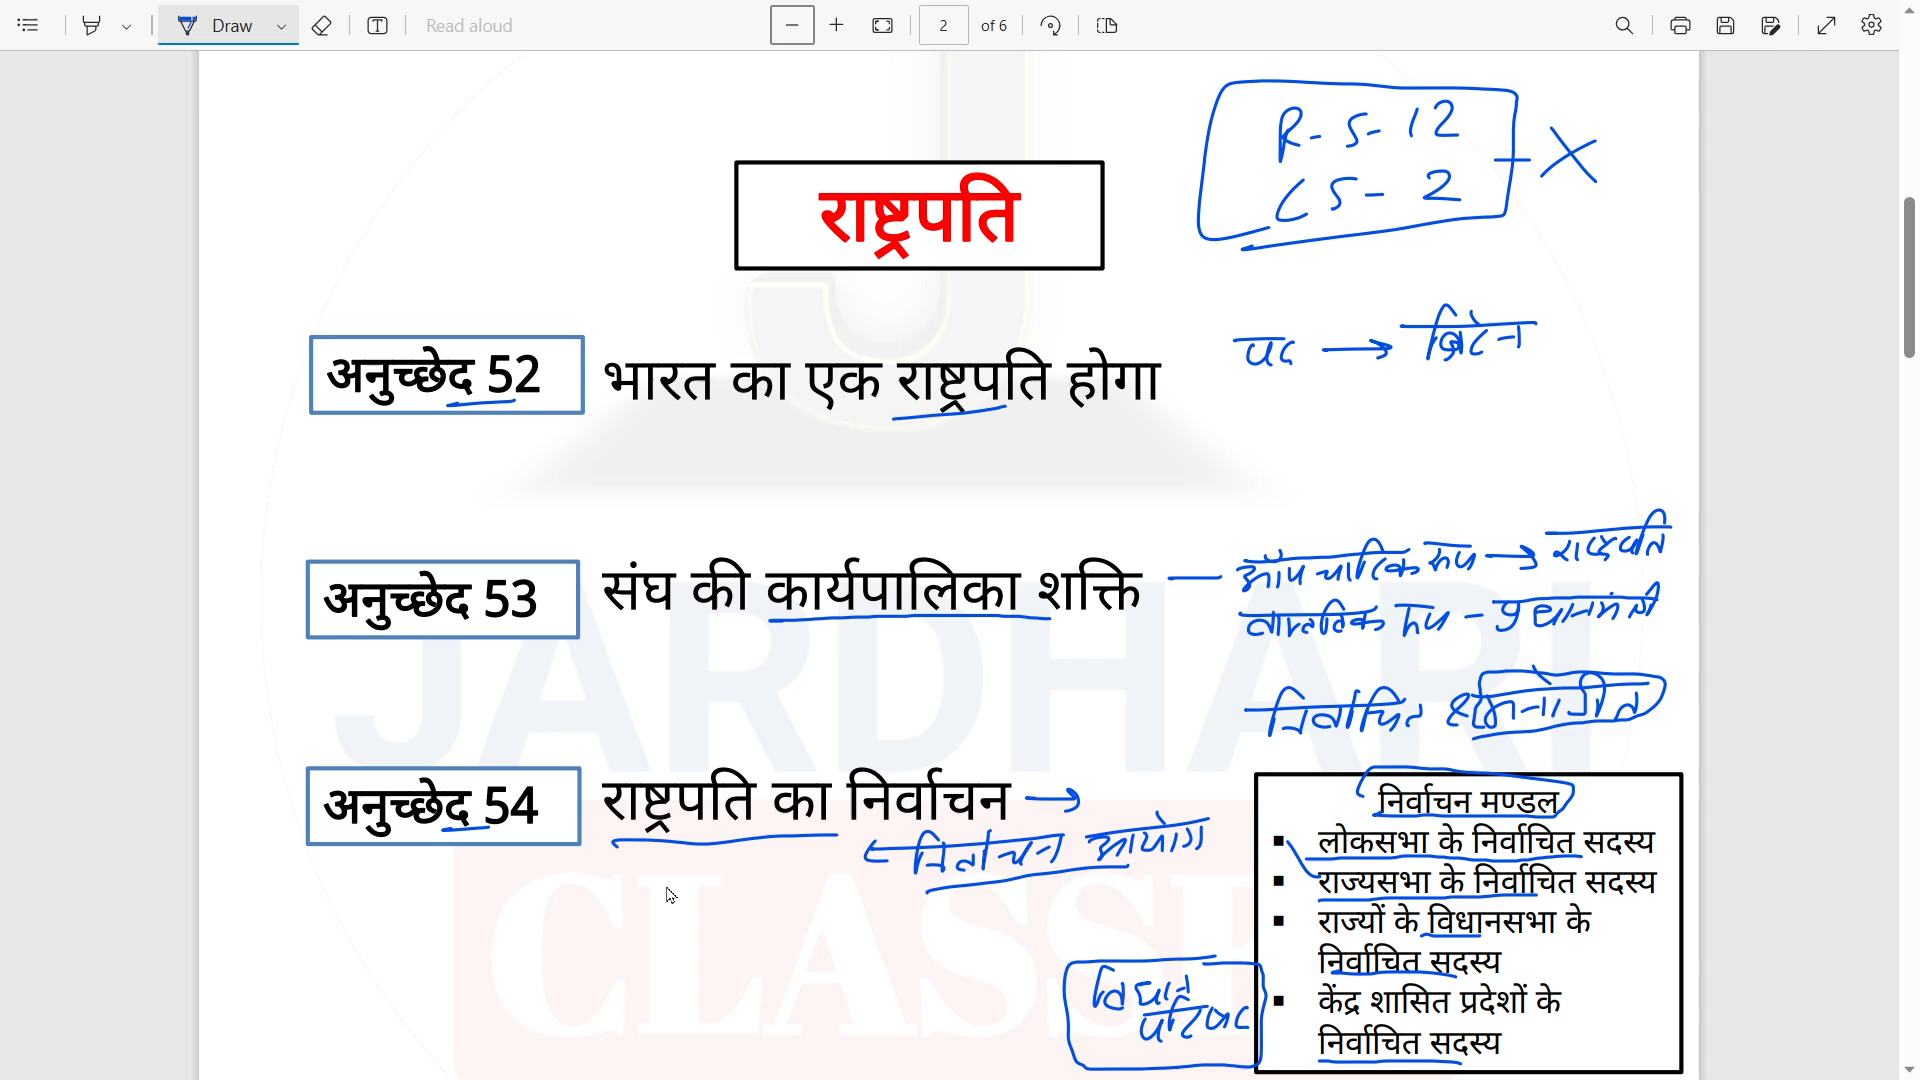 Draw
Read aloud
2 of 6
R-S-12
CS-2
राष्ट्रपति
पद → ब्रिटेन
अनुच्छेद 52 भारत का एक राष्ट्रपति होगा
अनुच्छेद 53 संघ की कार्यपालिका शक्ति
औपचारिक रूप → राष्ट्रपति
वास्तविक रूप - प्रधानमंत्री
निर्वाचित
अनुच्छेद 54 राष्ट्रपति का निर्वाचन →
निर्वाचन आयोग
निर्वाचन मण्डल
▪ लोकसभा के निर्वाचित सदस्य
▪ राज्यसभा के निर्वाचित सदस्य
▪ राज्यों के विधानसभा के
निर्वाचित सदस्य
▪ केंद्र शासित प्रदेशों के
निर्वाचित सदस्य
विधान
परिषद
JARDHARI
CLASSE